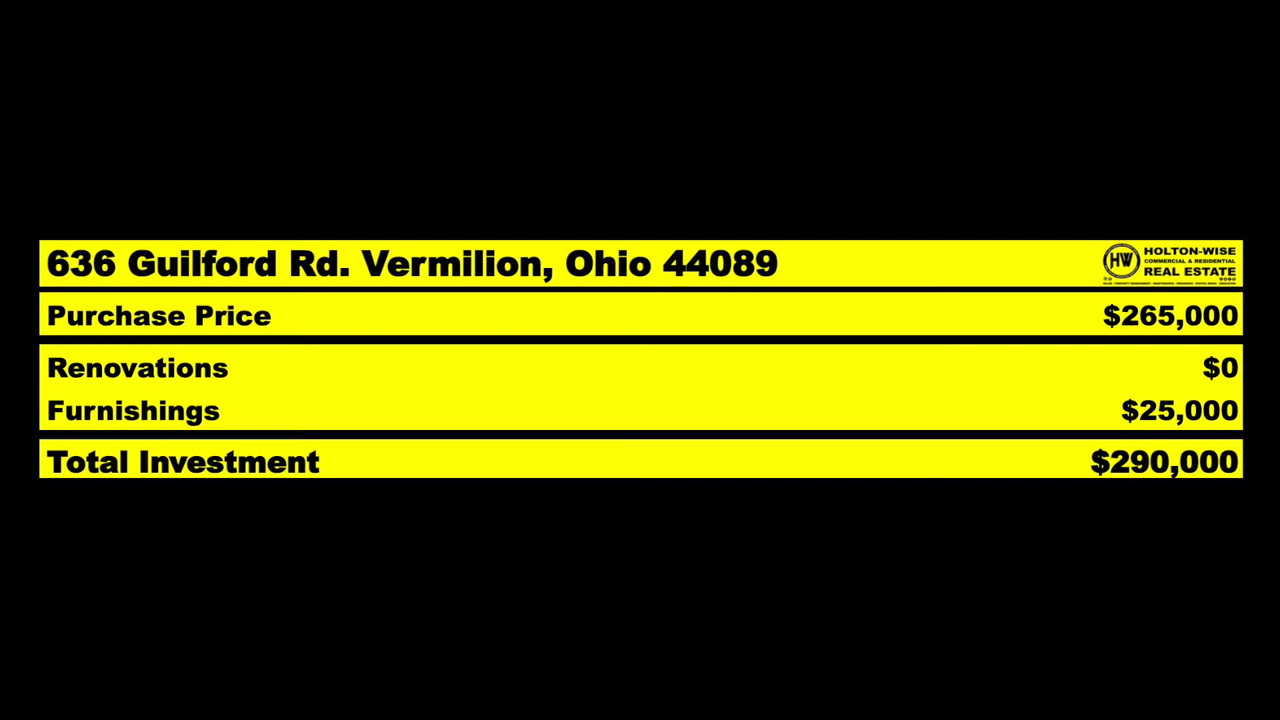 636 Guilford Rd. Vermilion, Ohio 44089
HW
HOLTON-WISE
COMMERCIAL & RESIDENTIAL
REAL ESTATE
Purchase Price $265,000
Renovations $0
Furnishings $25,000
Total Investment $290,000